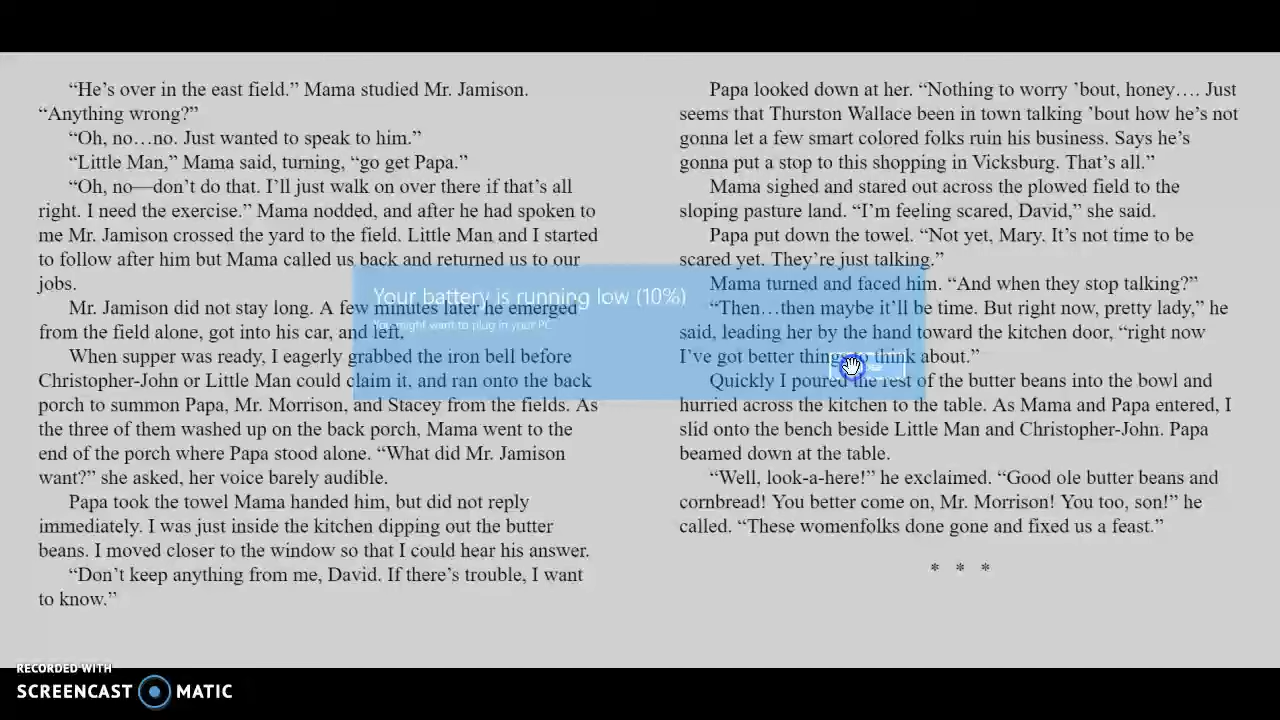 “He’s over in the east field.” Mama studied Mr. Jamison.
“Anything wrong?”
“Oh, no…no. Just wanted to speak to him.”
“Little Man,” Mama said, turning, “go get Papa.”
“Oh, no—don’t do that. I’ll just walk on over there if that’s all
right. I need the exercise.” Mama nodded, and after he had spoken to
me Mr. Jamison crossed the yard to the field. Little Man and I started
to follow after him but Mama called us back and returned us to our
jobs.
Mr. Jamison did not stay long. A few minutes later he emerged
from the field alone, got into his car, and left.
When supper was ready, I eagerly grabbed the iron bell before
Christopher-John or Little Man could claim it, and ran onto the back
porch to summon Papa, Mr. Morrison, and Stacey from the fields. As
the three of them washed up on the back porch, Mama went to the
end of the porch where Papa stood alone. “What did Mr. Jamison
want?” she asked, her voice barely audible.
Papa took the towel Mama handed him, but did not reply
immediately. I was just inside the kitchen dipping out the butter
beans. I moved closer to the window so that I could hear his answer.
“Don’t keep anything from me, David. If there’s trouble, I want
to know.”
Papa looked down at her. “Nothing to worry ’bout, honey…. Just
seems that Thurston Wallace been in town talking ’bout how he’s not
gonna let a few smart colored folks ruin his business. Says he’s
gonna put a stop to this shopping in Vicksburg. That’s all.”
Mama sighed and stared out across the plowed field to the
sloping pasture land. “I’m feeling scared, David,” she said.
Papa put down the towel. “Not yet, Mary. It’s not time to be
scared yet. They’re just talking.”
Mama turned and faced him. “And when they stop talking?”
“Then…then maybe it’ll be time. But right now, pretty lady,” he
said, leading her by the hand toward the kitchen door, “right now
I’ve got better things to think about.”
Quickly I poured the rest of the butter beans into the bowl and
hurried across the kitchen to the table. As Mama and Papa entered, I
slid onto the bench beside Little Man and Christopher-John. Papa
beamed down at the table.
“Well, look-a-here!” he exclaimed. “Good ole butter beans and
cornbread! You better come on, Mr. Morrison! You too, son!” he
called. “These womenfolks done gone and fixed us a feast.”
* * *
Your battery is running low (10%)
You might want to plug in your PC.
RECORDED WITH
SCREENCAST MATIC